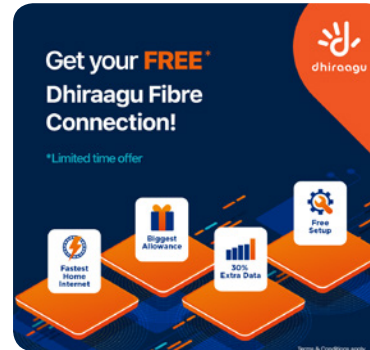 Get your FREE*
Dhiraagu Fibre
Connection!
*Limited time offer
dhiraagu
Fastest
Home
Internet
Biggest
Allowance
30%
Extra Data
Free
Setup
Terms & Conditions apply